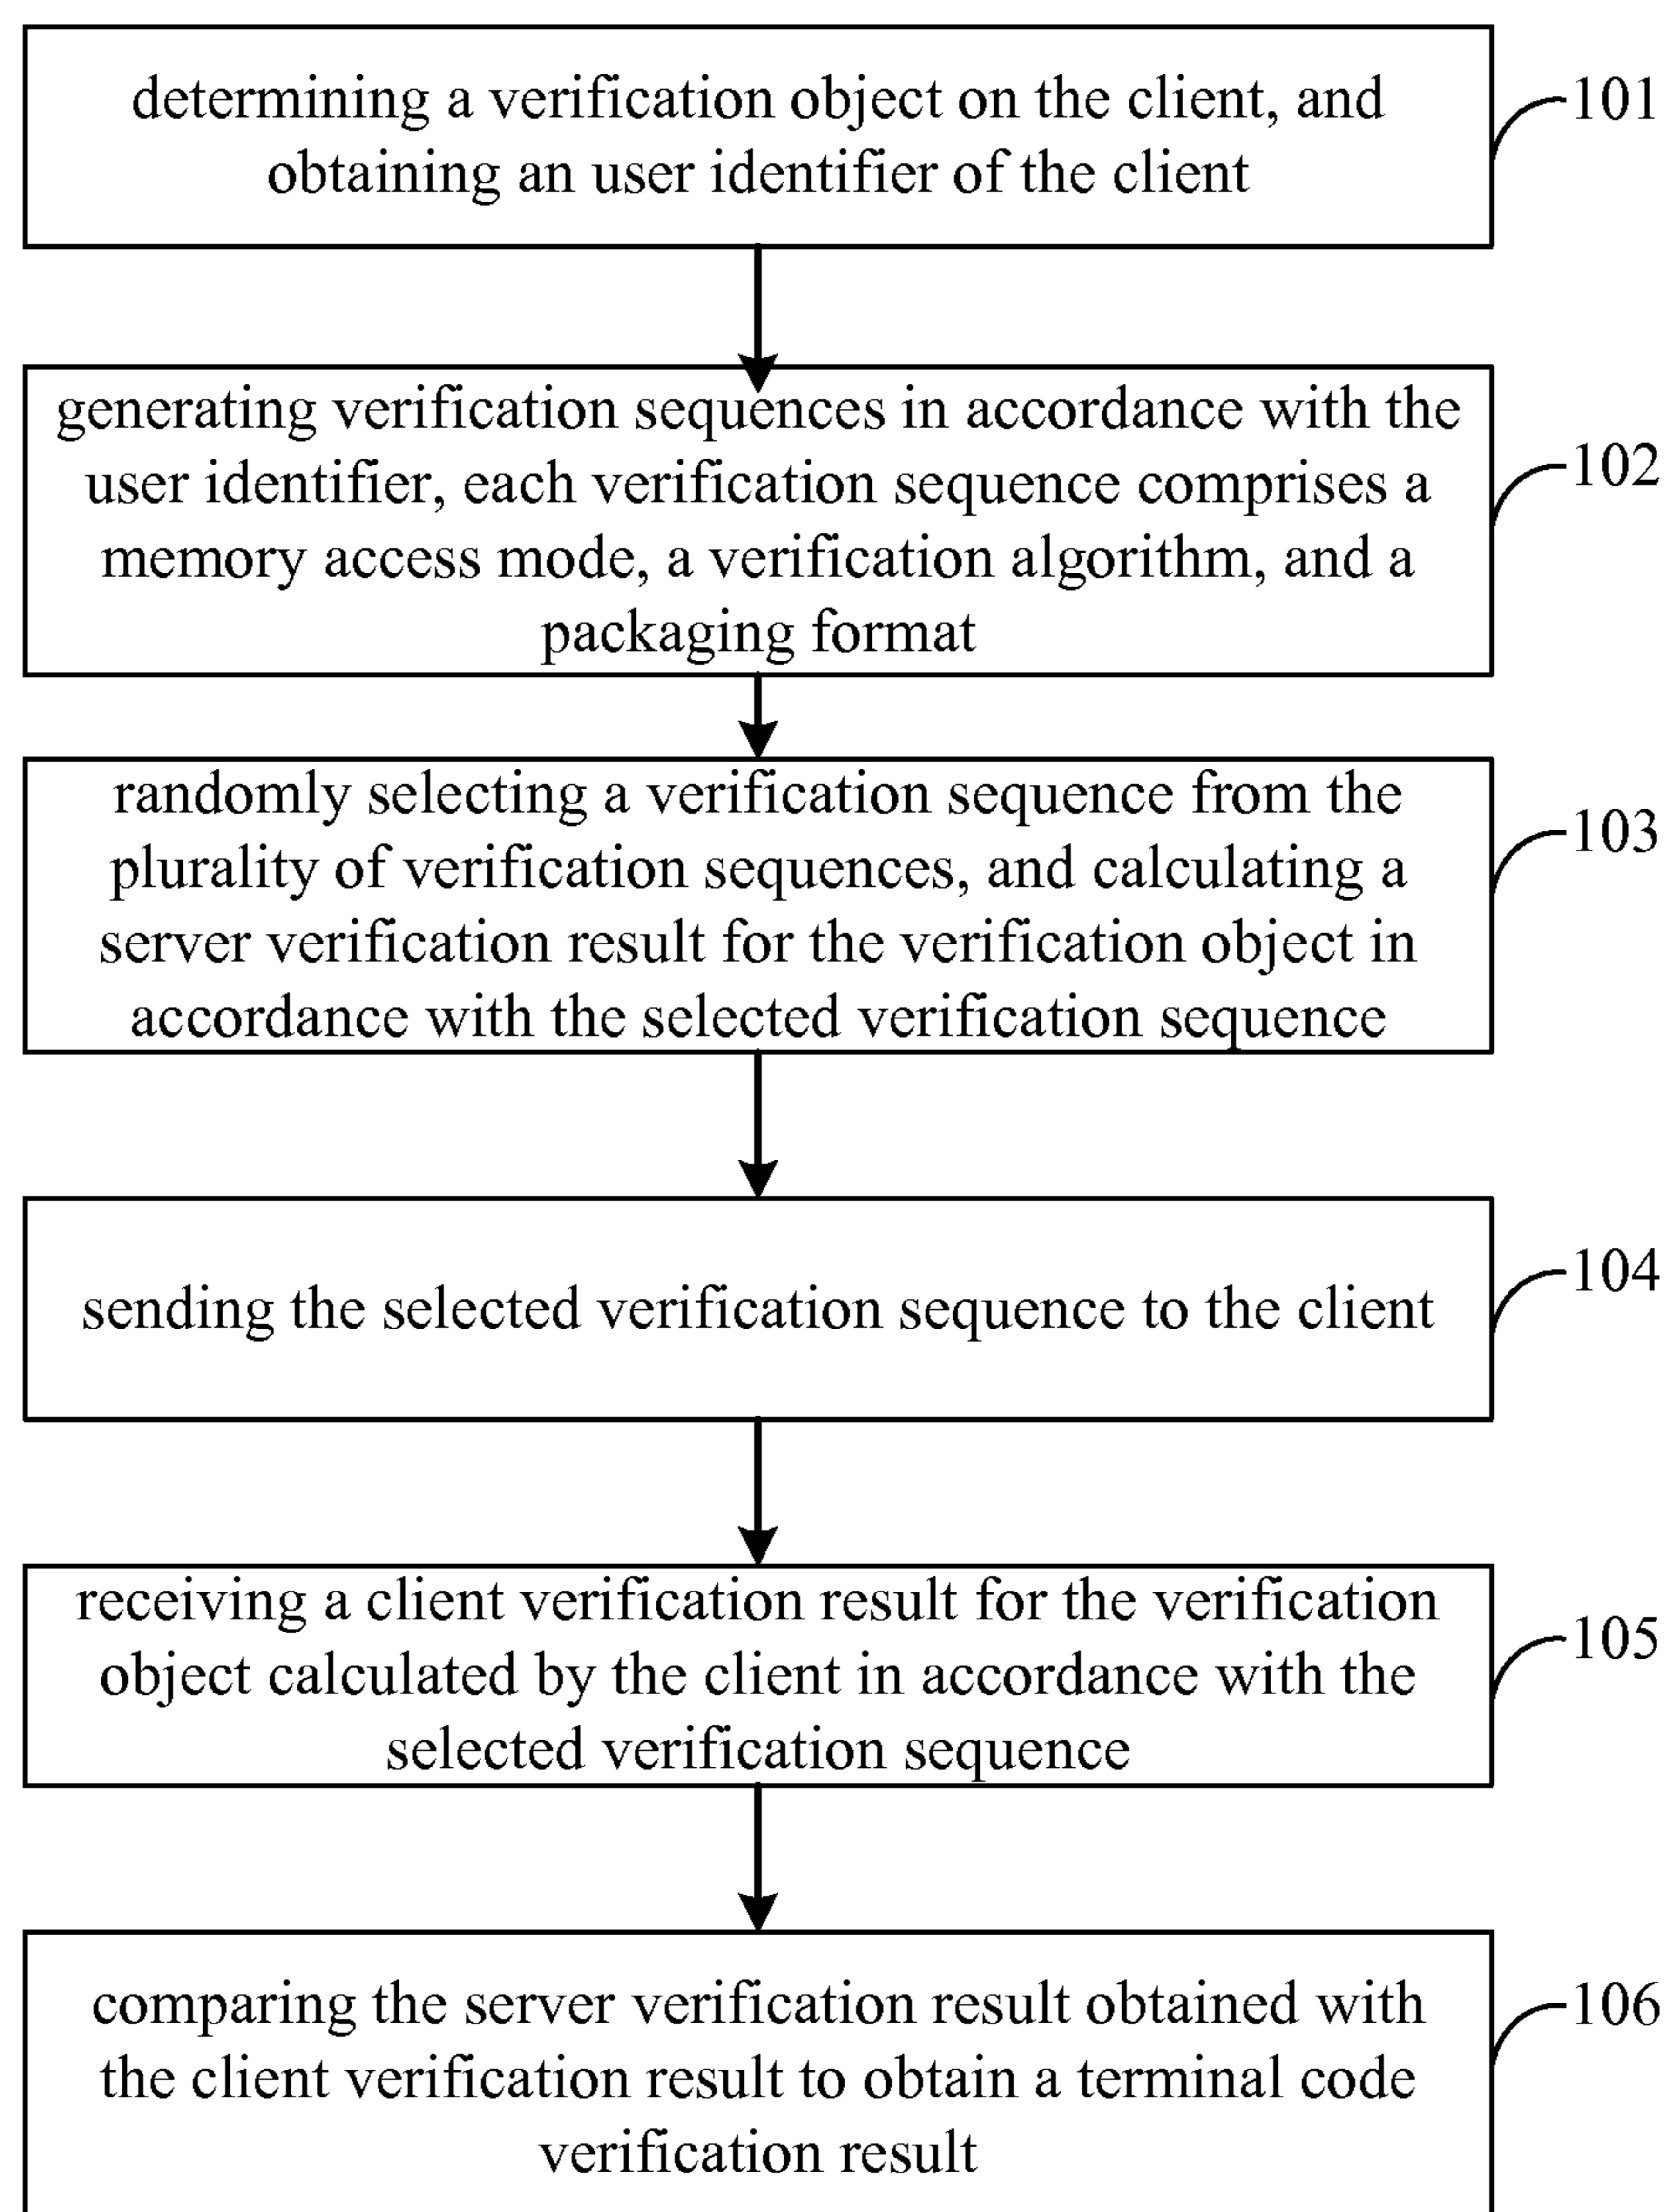 determining a verification object on the client, and
obtaining an user identifier of the client
101
generating verification sequences in accordance with the
user identifier, each verification sequence comprises a
memory access mode, a verification algorithm, and a
packaging format
102
randomly selecting a verification sequence from the
plurality of verification sequences, and calculating a
server verification result for the verification object in
accordance with the selected verification sequence
103
sending the selected verification sequence to the client
104
receiving a client verification result for the verification
object calculated by the client in accordance with the
selected verification sequence
105
comparing the server verification result obtained with
the client verification result to obtain a terminal code
verification result
106